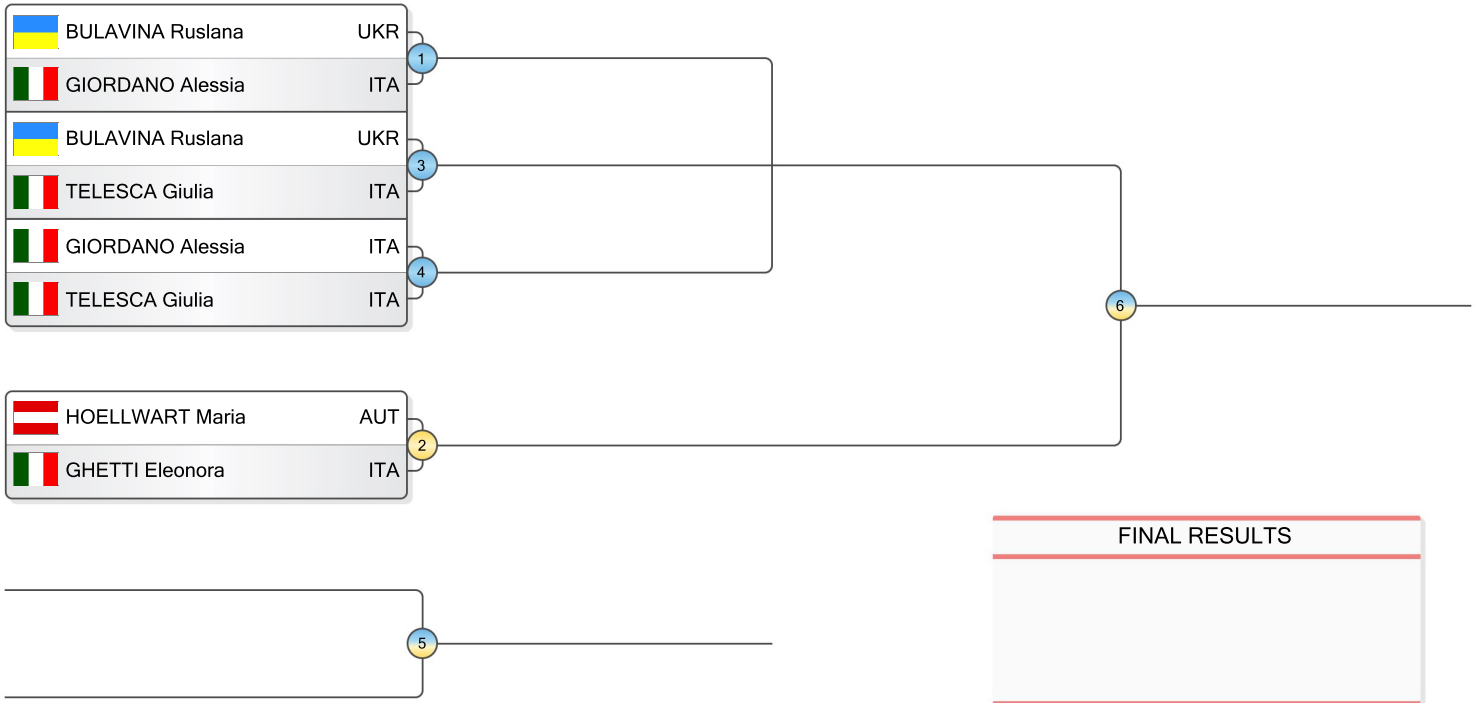 BULAVINA Ruslana UKR
1
GIORDANO Alessia ITA
BULAVINA Ruslana UKR
3
TELESCA Giulia ITA
GIORDANO Alessia ITA
4
TELESCA Giulia ITA
6
HOELLWART Maria AUT
2
GHETTI Eleonora ITA
FINAL RESULTS
5